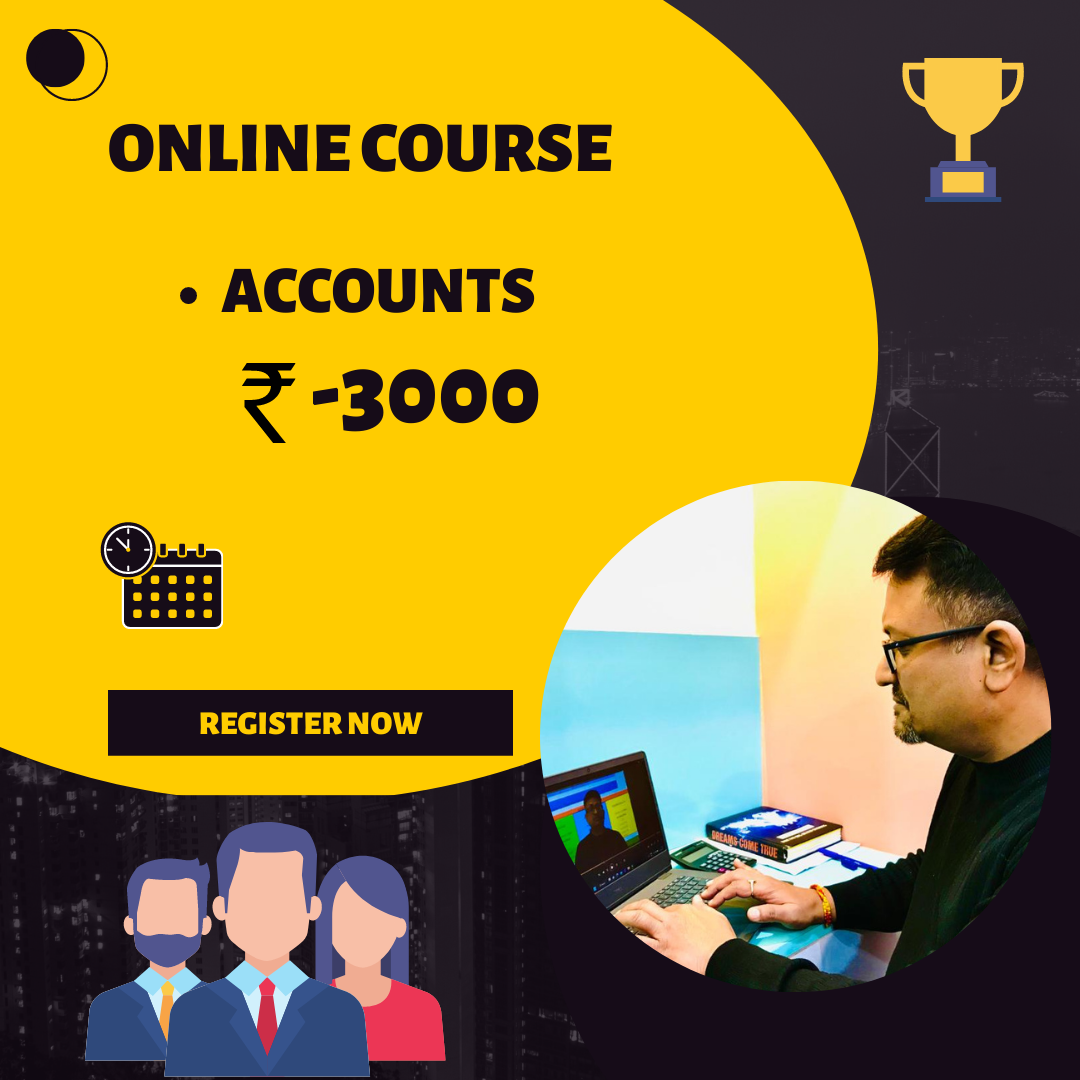 ONLINE COURSE
• ACCOUNTS
₹ -3000
REGISTER NOW
DREAMS COME TRUE